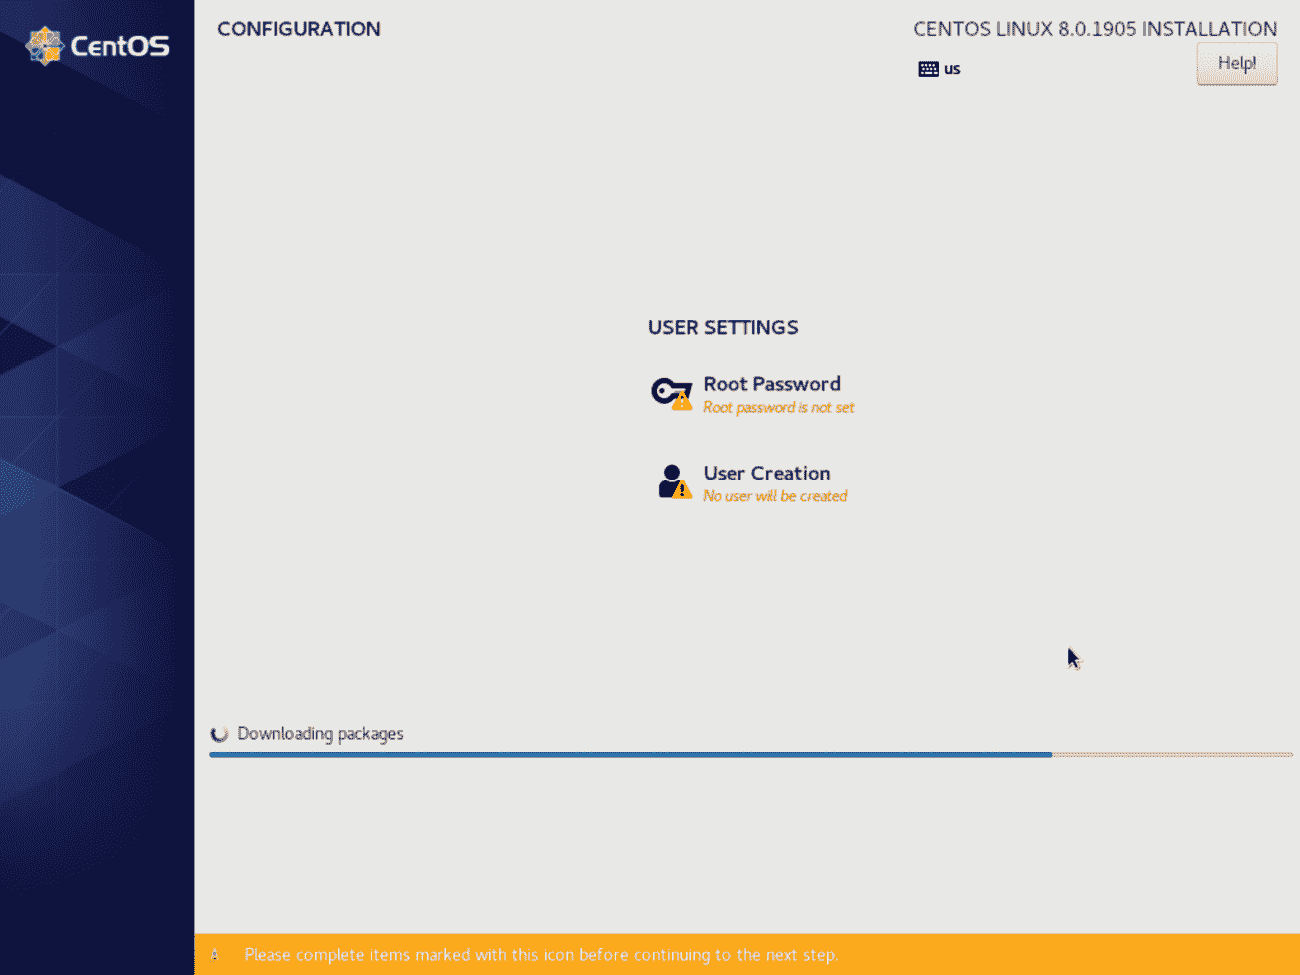 CentOS
CONFIGURATION
CENTOS LINUX 8.0.1905 INSTALLATION
us
Help!
USER SETTINGS
Root Password
Root password is not set
User Creation
No user will be created
Downloading packages
Please complete items marked with this icon before continuing to the next step.